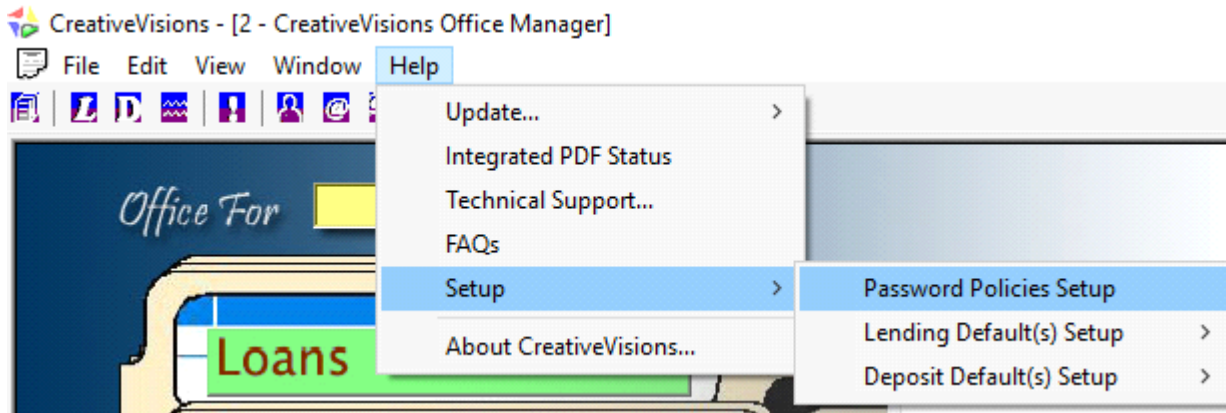 CreativeVisions - [2 - CreativeVisions Office Manager]
File Edit View Window Help
L D @
Update...
Integrated PDF Status
Technical Support...
FAQs
Setup
About CreativeVisions...
Password Policies Setup
Lending Default(s) Setup
Deposit Default(s) Setup
Office For
Loans